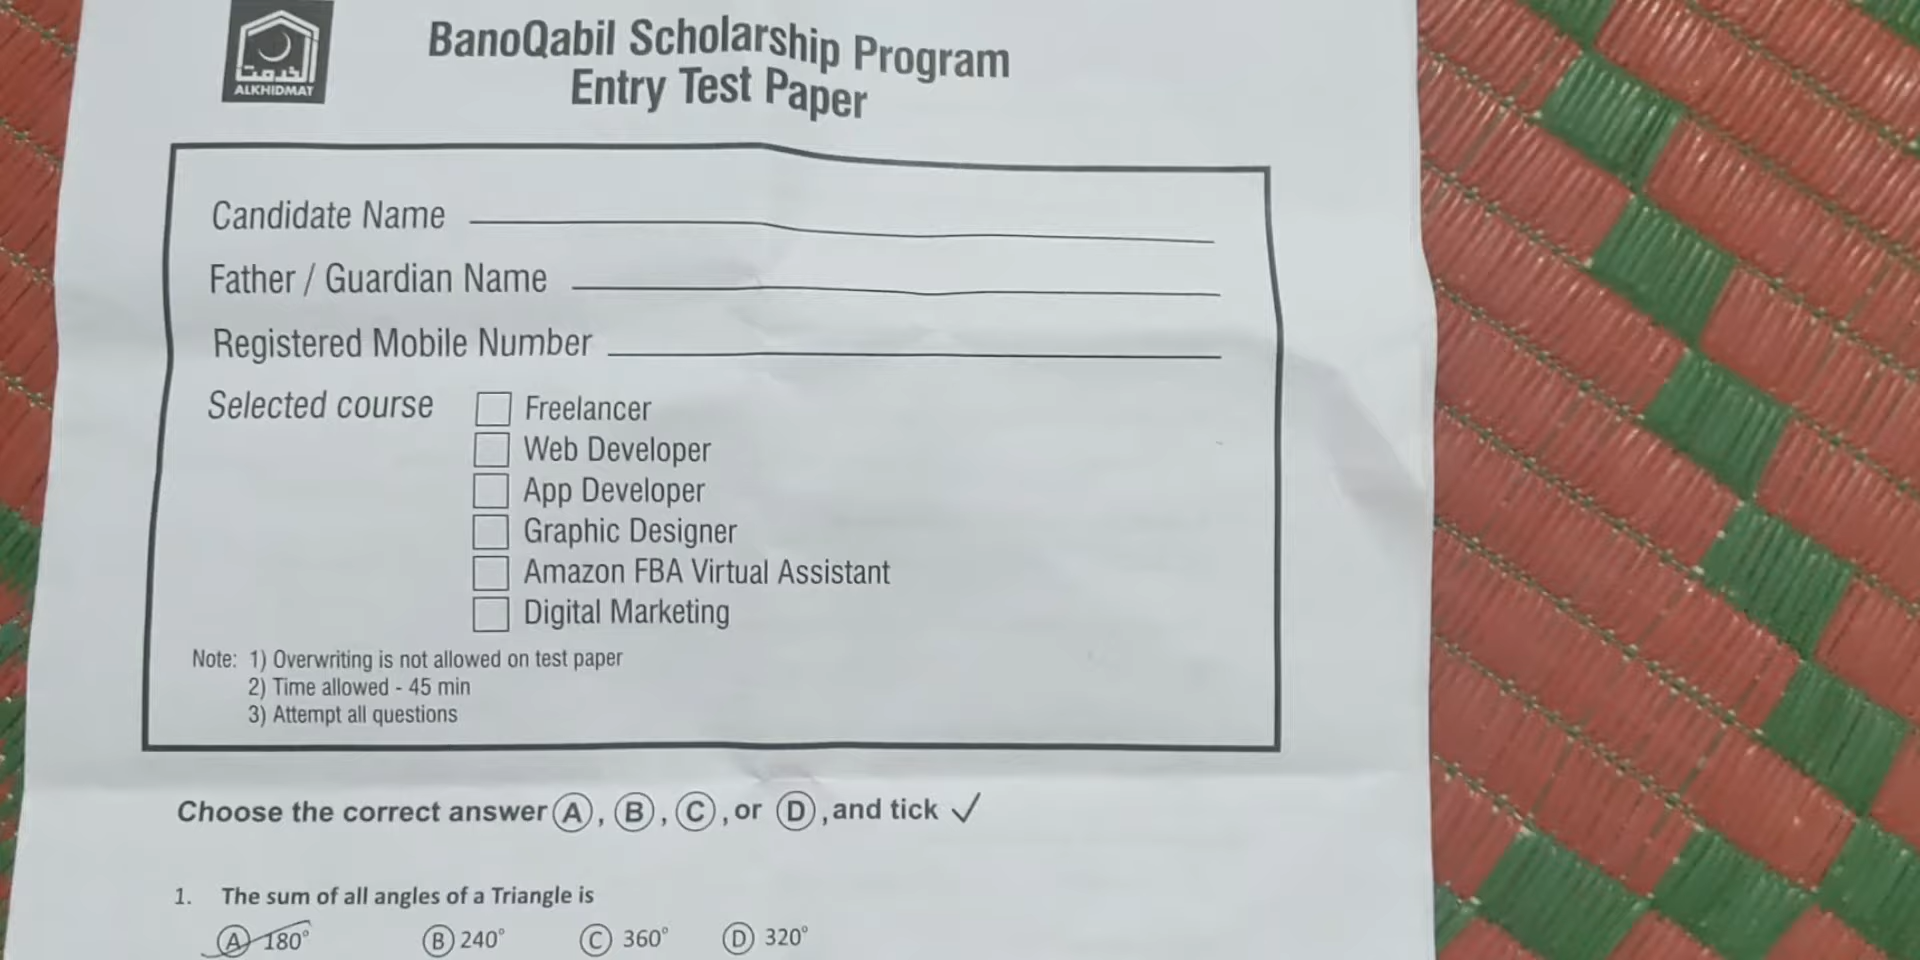 الخدمت
ALKHIDMAT
BanoQabil Scholarship Program
Entry Test Paper
Candidate Name
Father / Guardian Name
Registered Mobile Number
Selected course
Freelancer
Web Developer
App Developer
Graphic Designer
Amazon FBA Virtual Assistant
Digital Marketing
Note: 1) Overwriting is not allowed on test paper
2) Time allowed - 45 min
3) Attempt all questions
Choose the correct answer Ⓐ, Ⓑ, Ⓒ, or Ⓓ, and tick ✓
1. The sum of all angles of a Triangle is
Ⓐ 180° Ⓑ 240° Ⓒ 360° Ⓓ 320°